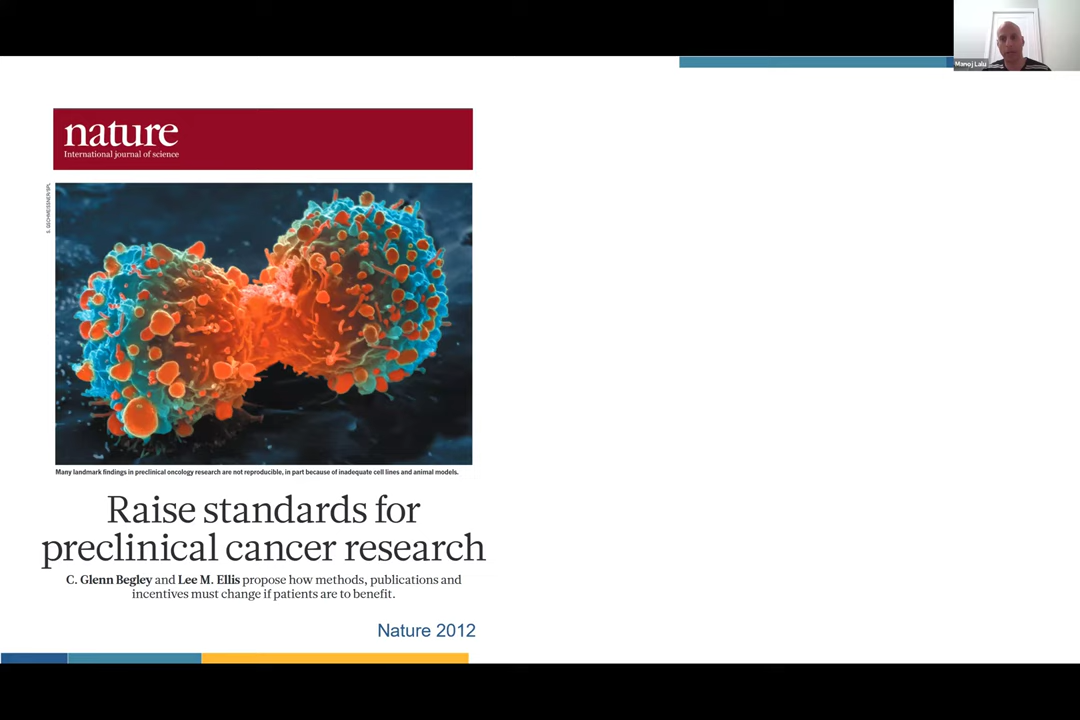 Manoj Lalu
nature
International journal of science
Many landmark findings in preclinical oncology research are not reproducible, in part because of inadequate cell lines and animal models.
Raise standards for
preclinical cancer research
C. Glenn Begley and Lee M. Ellis propose how methods, publications and
incentives must change if patients are to benefit.
Nature 2012